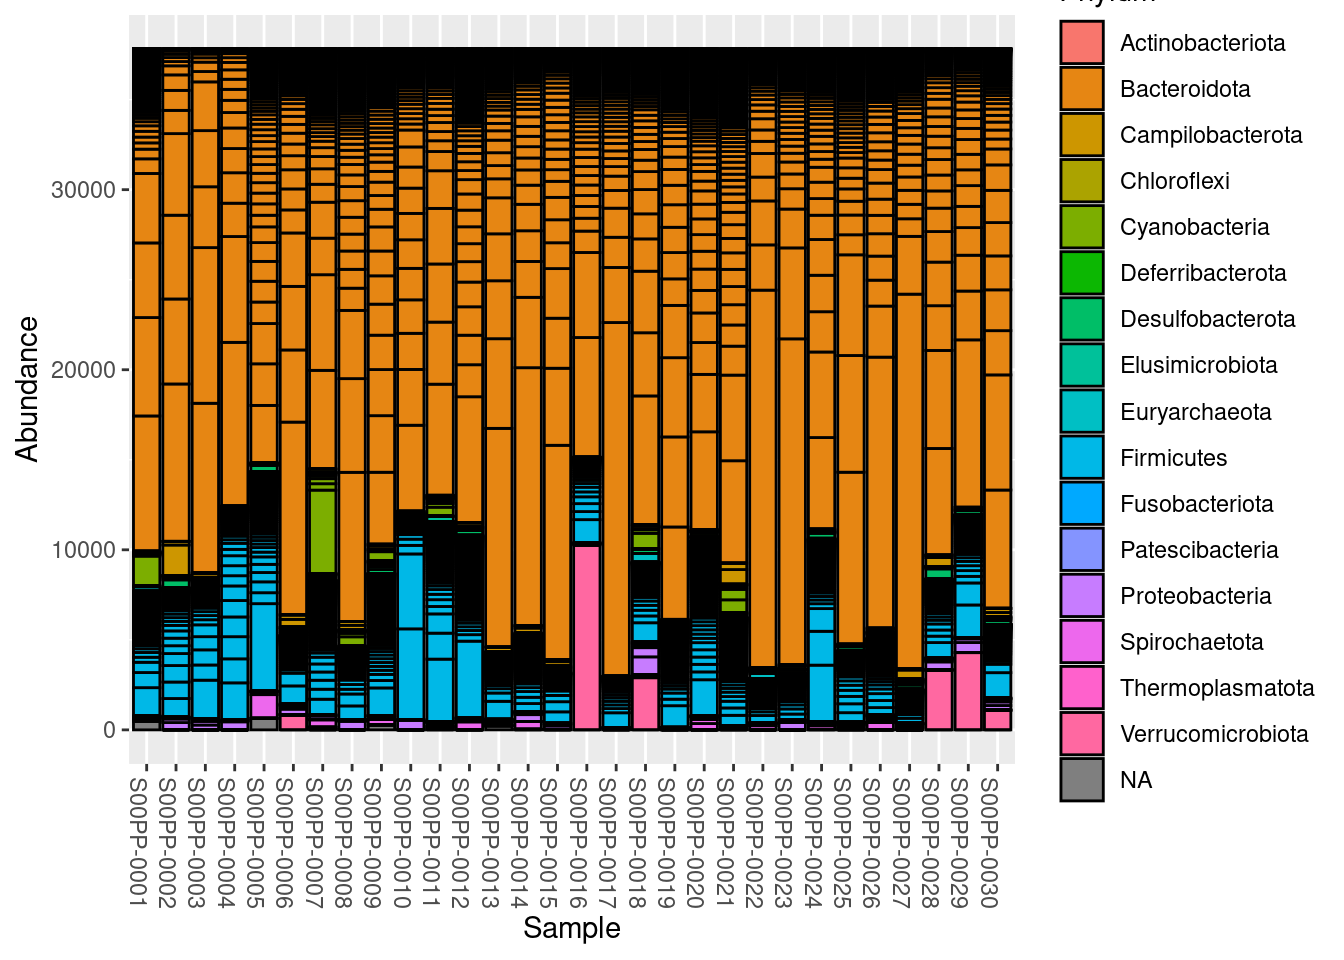 Phylum
Actinobacteriota
Bacteroidota
Campilobacterota
Chloroflexi
Cyanobacteria
Deferribacterota
Desulfobacterota
Elusimicrobiota
Euryarchaeota
Firmicutes
Fusobacteriota
Patescibacteria
Proteobacteria
Spirochaetota
Thermoplasmatota
Verrucomicrobiota
NA
Abundance
30000
20000
10000
0
S00PP-0001
S00PP-0002
S00PP-0003
S00PP-0004
S00PP-0005
S00PP-0006
S00PP-0007
S00PP-0008
S00PP-0009
S00PP-0010
S00PP-0011
S00PP-0012
S00PP-0013
S00PP-0014
S00PP-0015
S00PP-0016
S00PP-0017
S00PP-0018
S00PP-0019
S00PP-0020
S00PP-0021
S00PP-0022
S00PP-0023
S00PP-0024
S00PP-0025
S00PP-0026
S00PP-0027
S00PP-0028
S00PP-0029
S00PP-0030
Sample